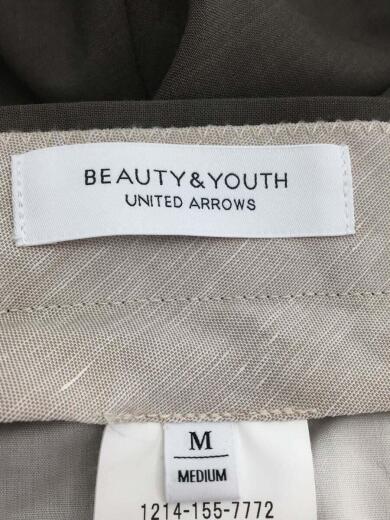 BEAUTY&YOUTH
UNITED ARROWS
M
MEDIUM
1214-155-7772